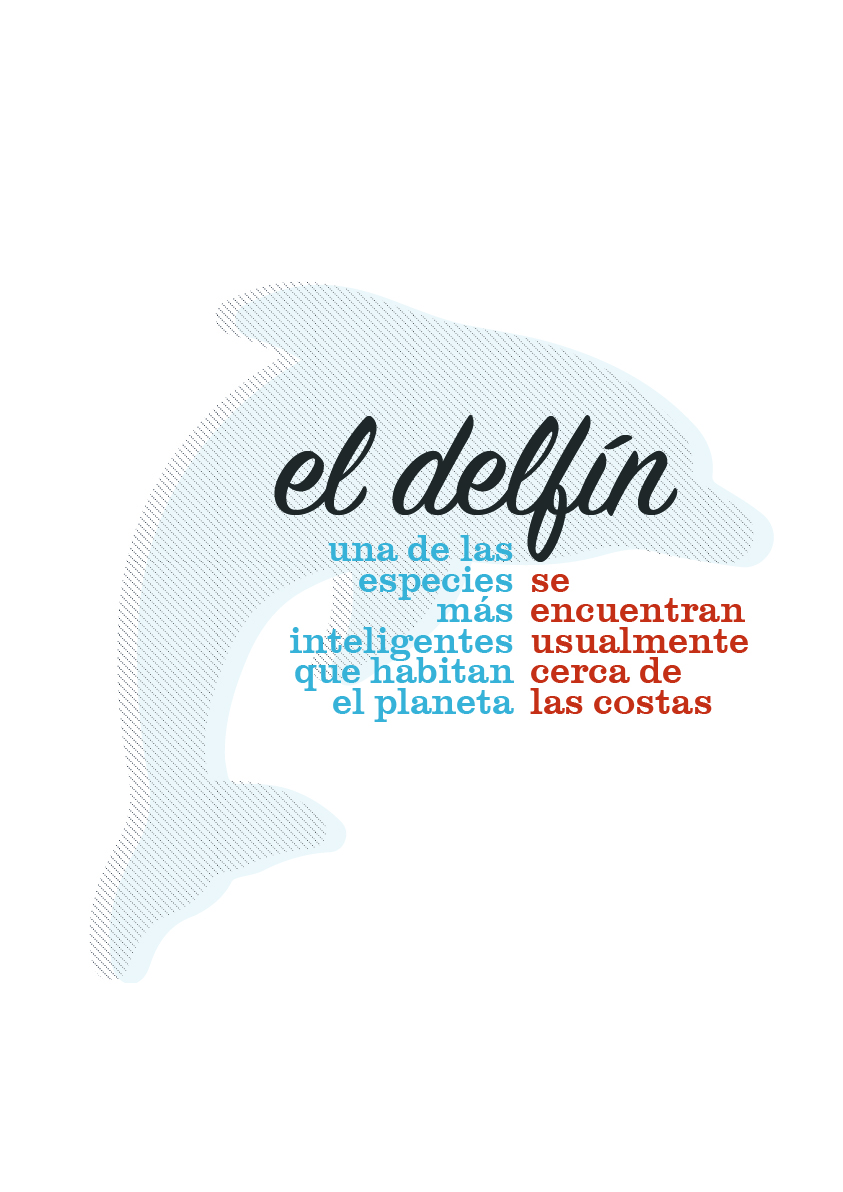 el delfín
una de las
especies
más
inteligentes
que habitan
el planeta
se
encuentran
usualmente
cerca de
las costas